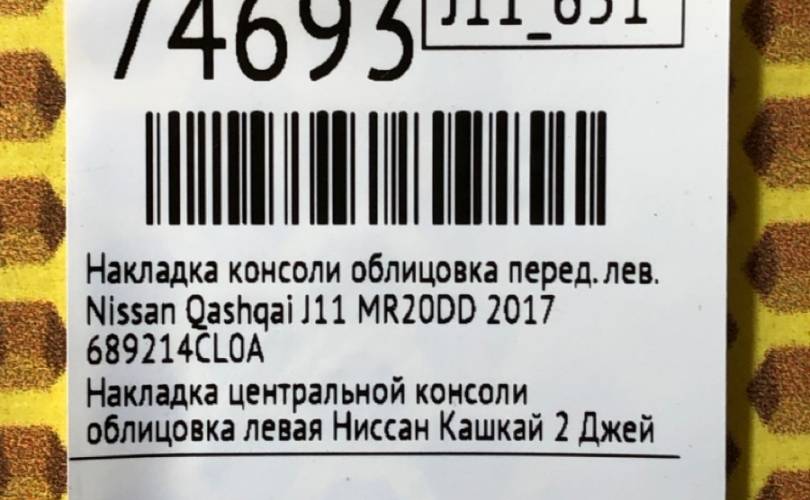 74693
J11_651
Накладка консоли облицовка перед. лев.
Nissan Qashqai J11 MR20DD 2017
689214CL0A
Накладка центральной консоли
облицовка левая Ниссан Кашкай 2 Джей